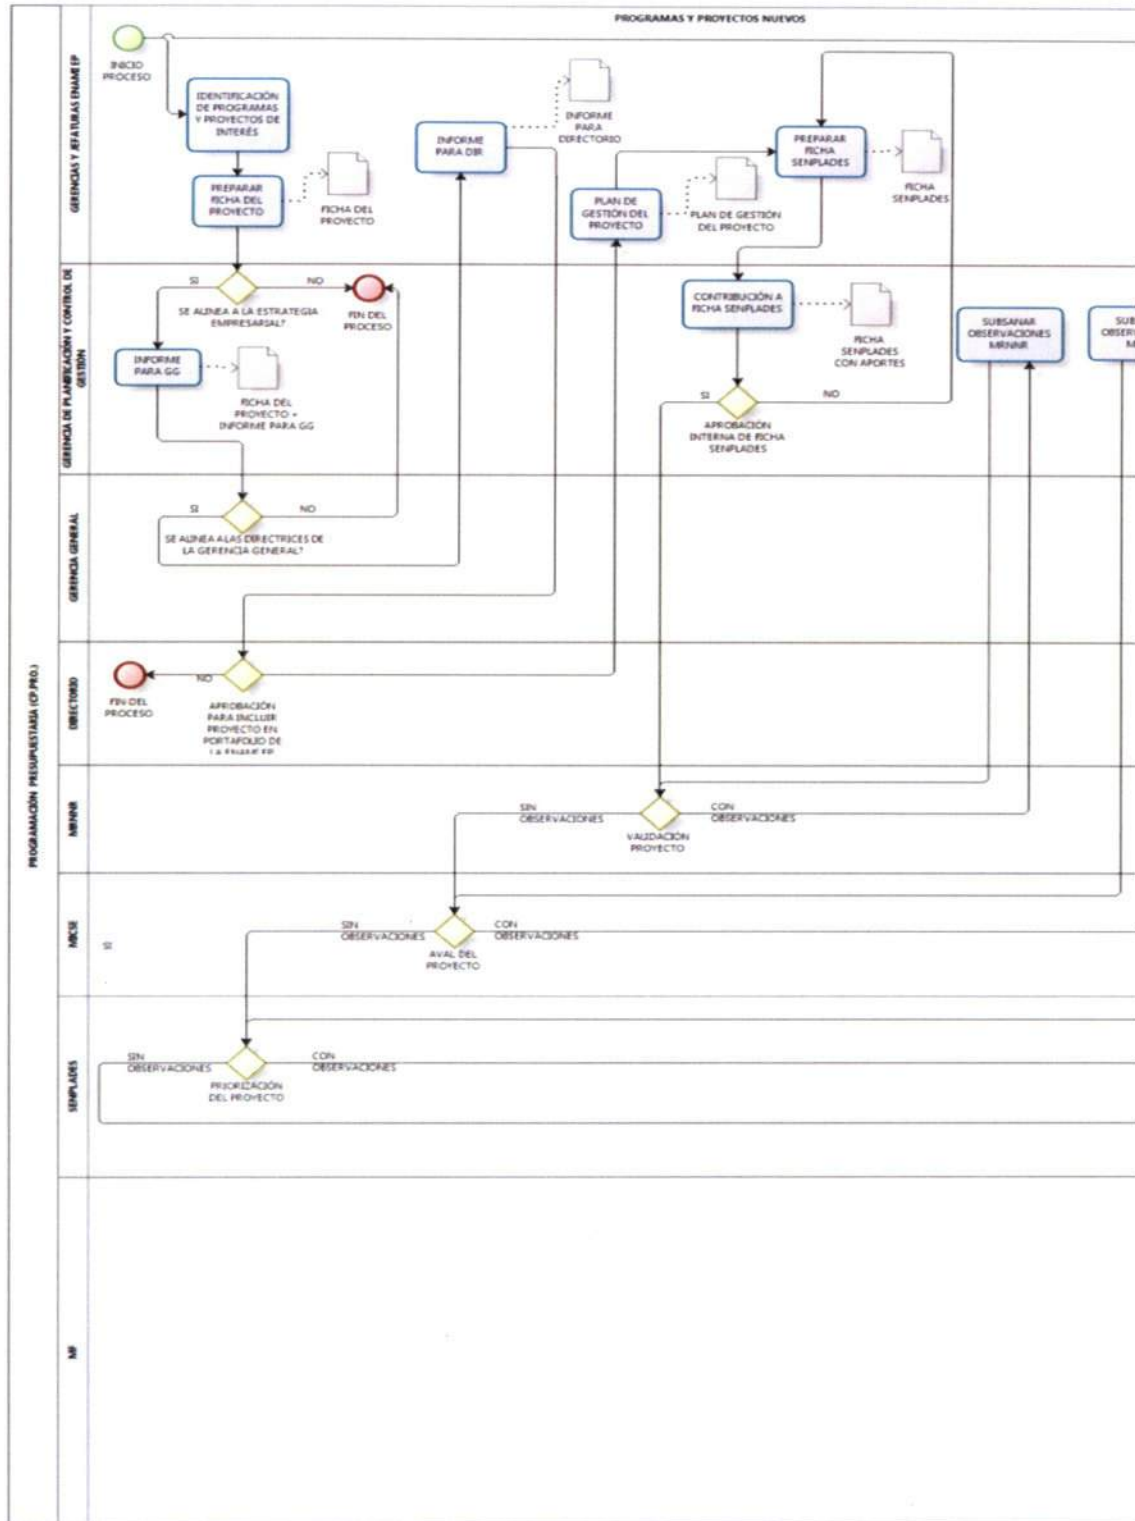 PROGRAMAS Y PROYECTOS NUEVOS
PROGRAMACIÓN PRESUPUESTARIA (CP.PRO.)
GERENCIAS Y JEFATURAS ENAMI EP
INICIO
PROCESO
IDENTIFICACIÓN
DE PROGRAMAS
Y PROYECTOS DE
INTERÉS
PREPARAR
FICHA DEL
PROYECTO
FICHA DEL
PROYECTO
INFORME
PARA DIR
INFORME
PARA
DIRECTORIO
PLAN DE
GESTIÓN DEL
PROYECTO
PLAN DE GESTIÓN
DEL PROYECTO
PREPARAR
FICHA
SENPLADES
FICHA
SENPLADES
GERENCIA DE PLANIFICACIÓN Y CONTROL DE
GESTIÓN
SI
NO
SE ALINEA A LA ESTRATEGIA
EMPRESARIAL?
FIN DEL
PROCESO
INFORME
PARA GG
FICHA DEL
PROYECTO +
INFORME PARA GG
CONTRIBUCIÓN A
FICHA SENPLADES
FICHA
SENPLADES
CON APORTES
SI
NO
APROBACIÓN
INTERNA DE FICHA
SENPLADES
SUBSANAR
OBSERVACIONES
MRNNR
SUB
OBSER
M
GERENCIA GENERAL
SI
NO
SE ALINEA A LAS DIRECTRICES DE
LA GERENCIA GENERAL?
DIRECTORIO
NO
FIN DEL
PROCESO
APROBACIÓN
PARA INCLUIR
PROYECTO EN
PORTAFOLIO DE
LA ENAMI EP
MRNNR
SIN
OBSERVACIONES
CON
OBSERVACIONES
VALIDACIÓN
PROYECTO
MICSE
SI
SIN
OBSERVACIONES
CON
OBSERVACIONES
AVAL DEL
PROYECTO
SENPLADES
SIN
OBSERVACIONES
CON
OBSERVACIONES
PRIORIZACIÓN
DEL PROYECTO
MF